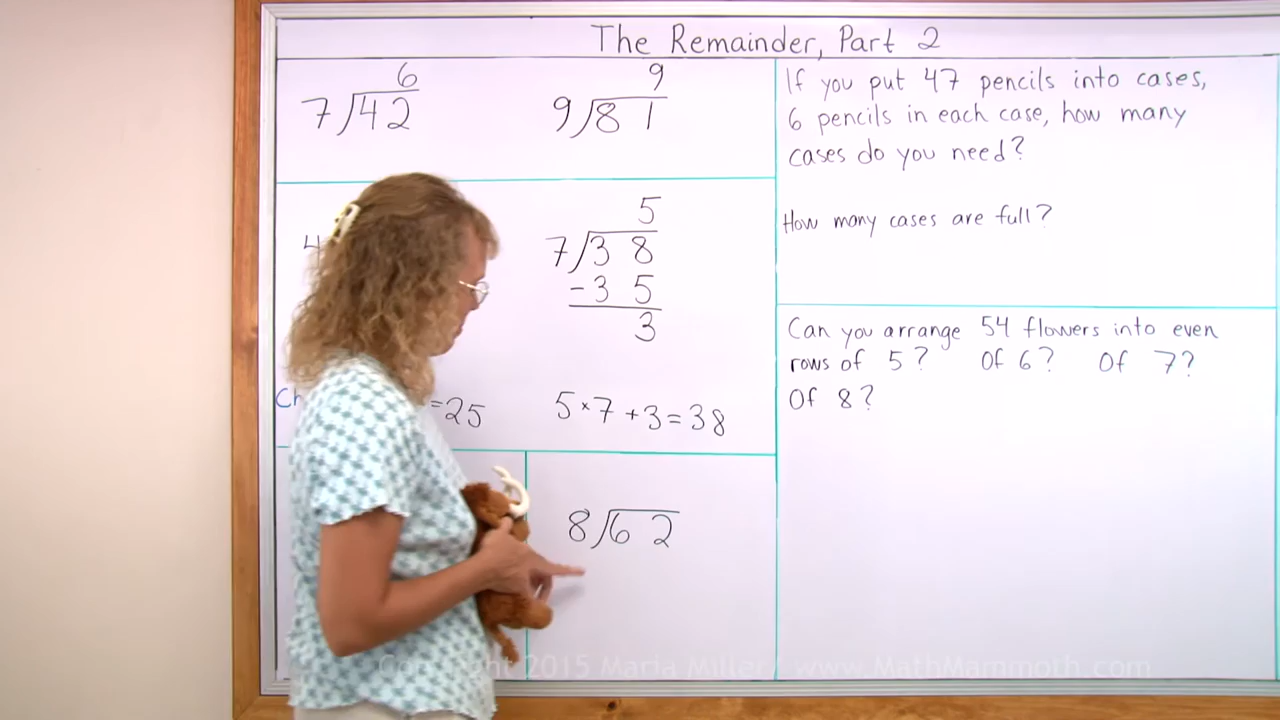 The Remainder, Part 2
6
7)42
9
9)81
4
5
7)38
-35
3
Ch =25
5×7+3=38
8)62
If you put 47 pencils into cases,
6 pencils in each case, how many
cases do you need?
How many cases are full?
Can you arrange 54 flowers into even
rows of 5? Of 6? Of 7?
Of 8?
Copyright 2015 Maria Miller / www.MathMammoth.com